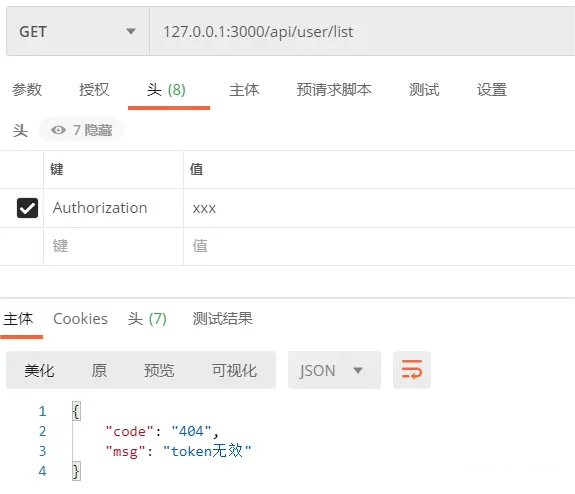 GET 127.0.0.1:3000/api/user/list
参数 授权 头 (8) 主体 预请求脚本 测试 设置
头 7 隐藏
键 值
Authorization xxx
键 值
主体 Cookies 头 (7) 测试结果
美化 原 预览 可视化 JSON
1 {
2 "code": "404",
3 "msg": "token无效"
4 }